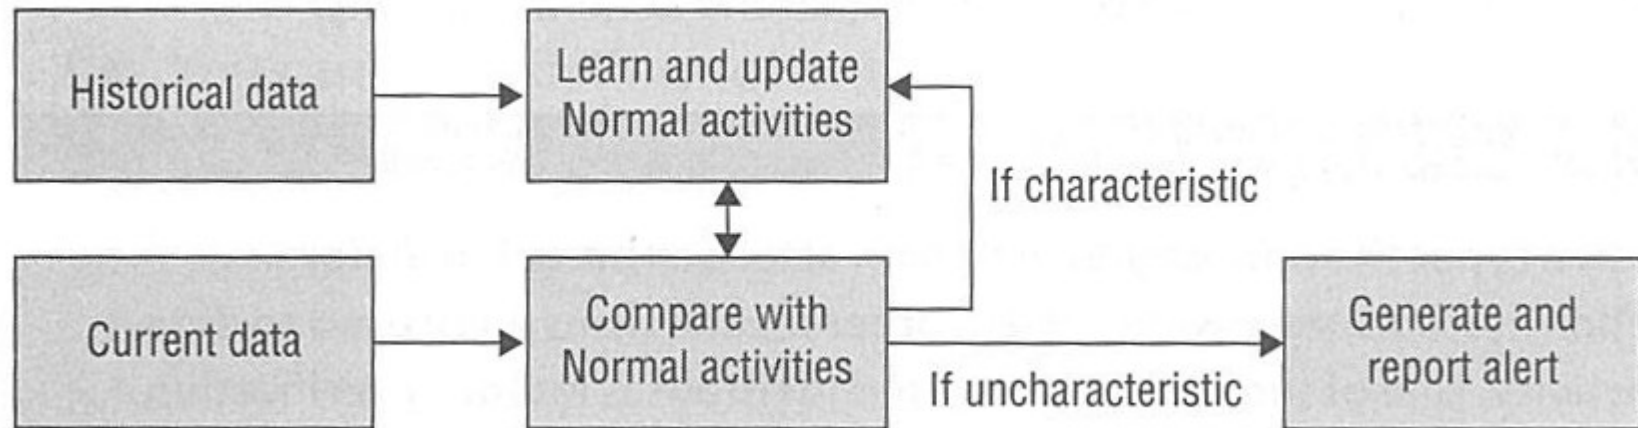 Historical data
Learn and update
Normal activities
If characteristic
Current data
Compare with
Normal activities
If uncharacteristic
Generate and
report alert